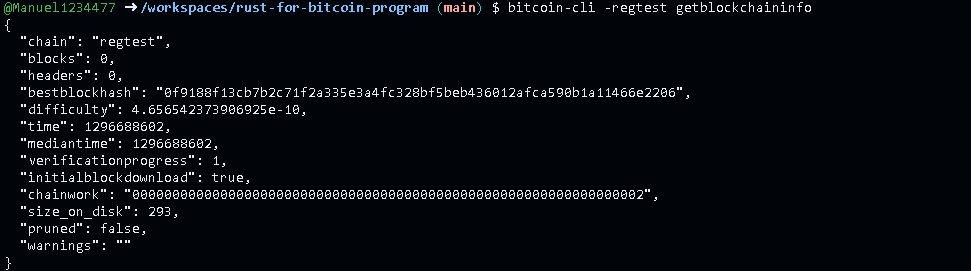 @Manuel1234477 ➜ /workspaces/rust-for-bitcoin-program (main) $ bitcoin-cli -regtest getblockchaininfo
{
  "chain": "regtest",
  "blocks": 0,
  "headers": 0,
  "bestblockhash": "0f9188f13cb7b2c71f2a335e3a4fc328bf5beb436012afca590b1a11466e2206",
  "difficulty": 4.656542373906925e-10,
  "time": 1296688602,
  "mediantime": 1296688602,
  "verificationprogress": 1,
  "initialblockdownload": true,
  "chainwork": "0000000000000000000000000000000000000000000000000000000000000002",
  "size_on_disk": 293,
  "pruned": false,
  "warnings": ""
}